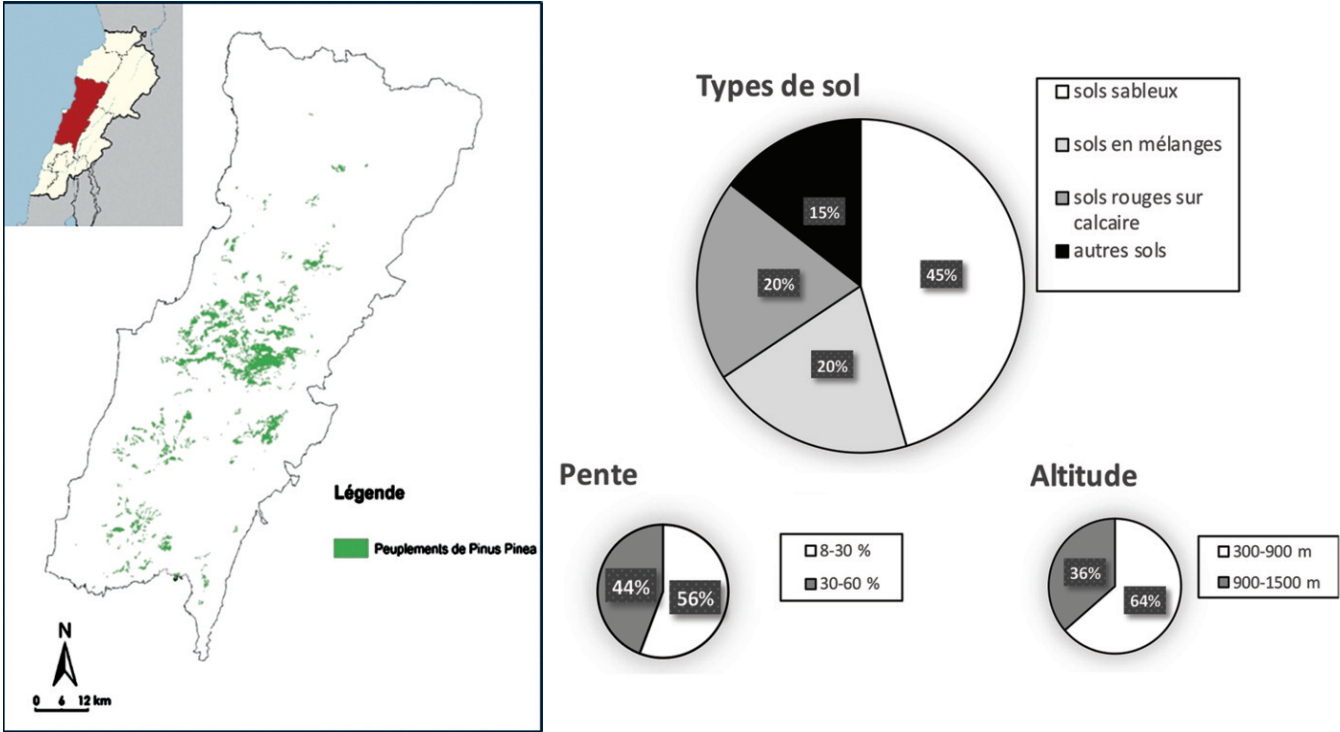 Légende
Peuplements de Pinus Pinea
N
0 6 12 km
Types de sol
sols sableux
sols en mélanges
sols rouges sur
calcaire
autres sols
15%
45%
20%
20%
Pente
44%
56%
8-30 %
30-60 %
Altitude
36%
64%
300-900 m
900-1500 m